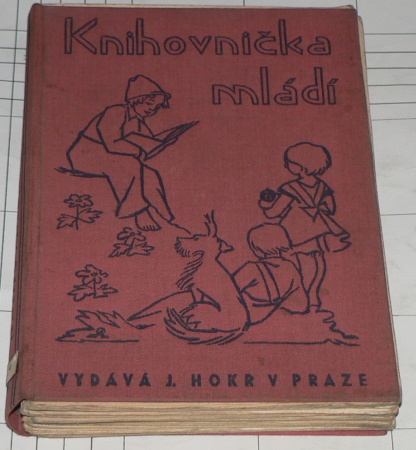 Knihovnička
mládí
VYDÁVÁ J. HOKR V PRAZE